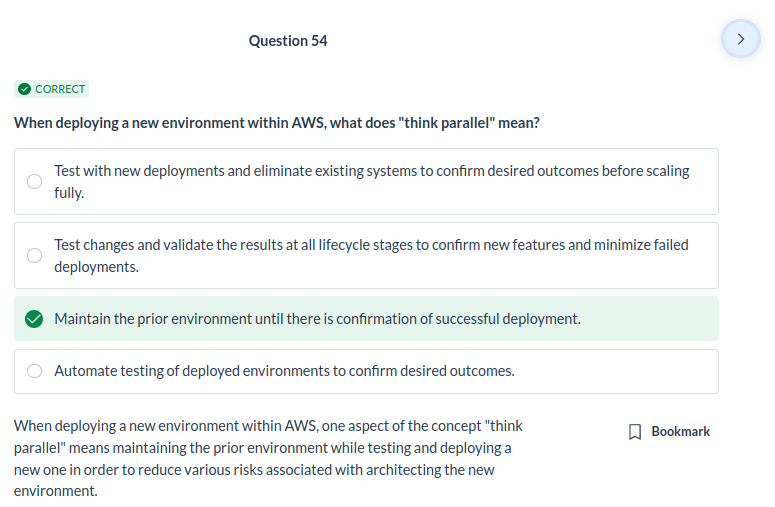 Question 54
CORRECT
When deploying a new environment within AWS, what does "think parallel" mean?
Test with new deployments and eliminate existing systems to confirm desired outcomes before scaling
fully.
Test changes and validate the results at all lifecycle stages to confirm new features and minimize failed
deployments.
Maintain the prior environment until there is confirmation of successful deployment.
Automate testing of deployed environments to confirm desired outcomes.
When deploying a new environment within AWS, one aspect of the concept "think
parallel" means maintaining the prior environment while testing and deploying a
new one in order to reduce various risks associated with architecting the new
environment.
Bookmark